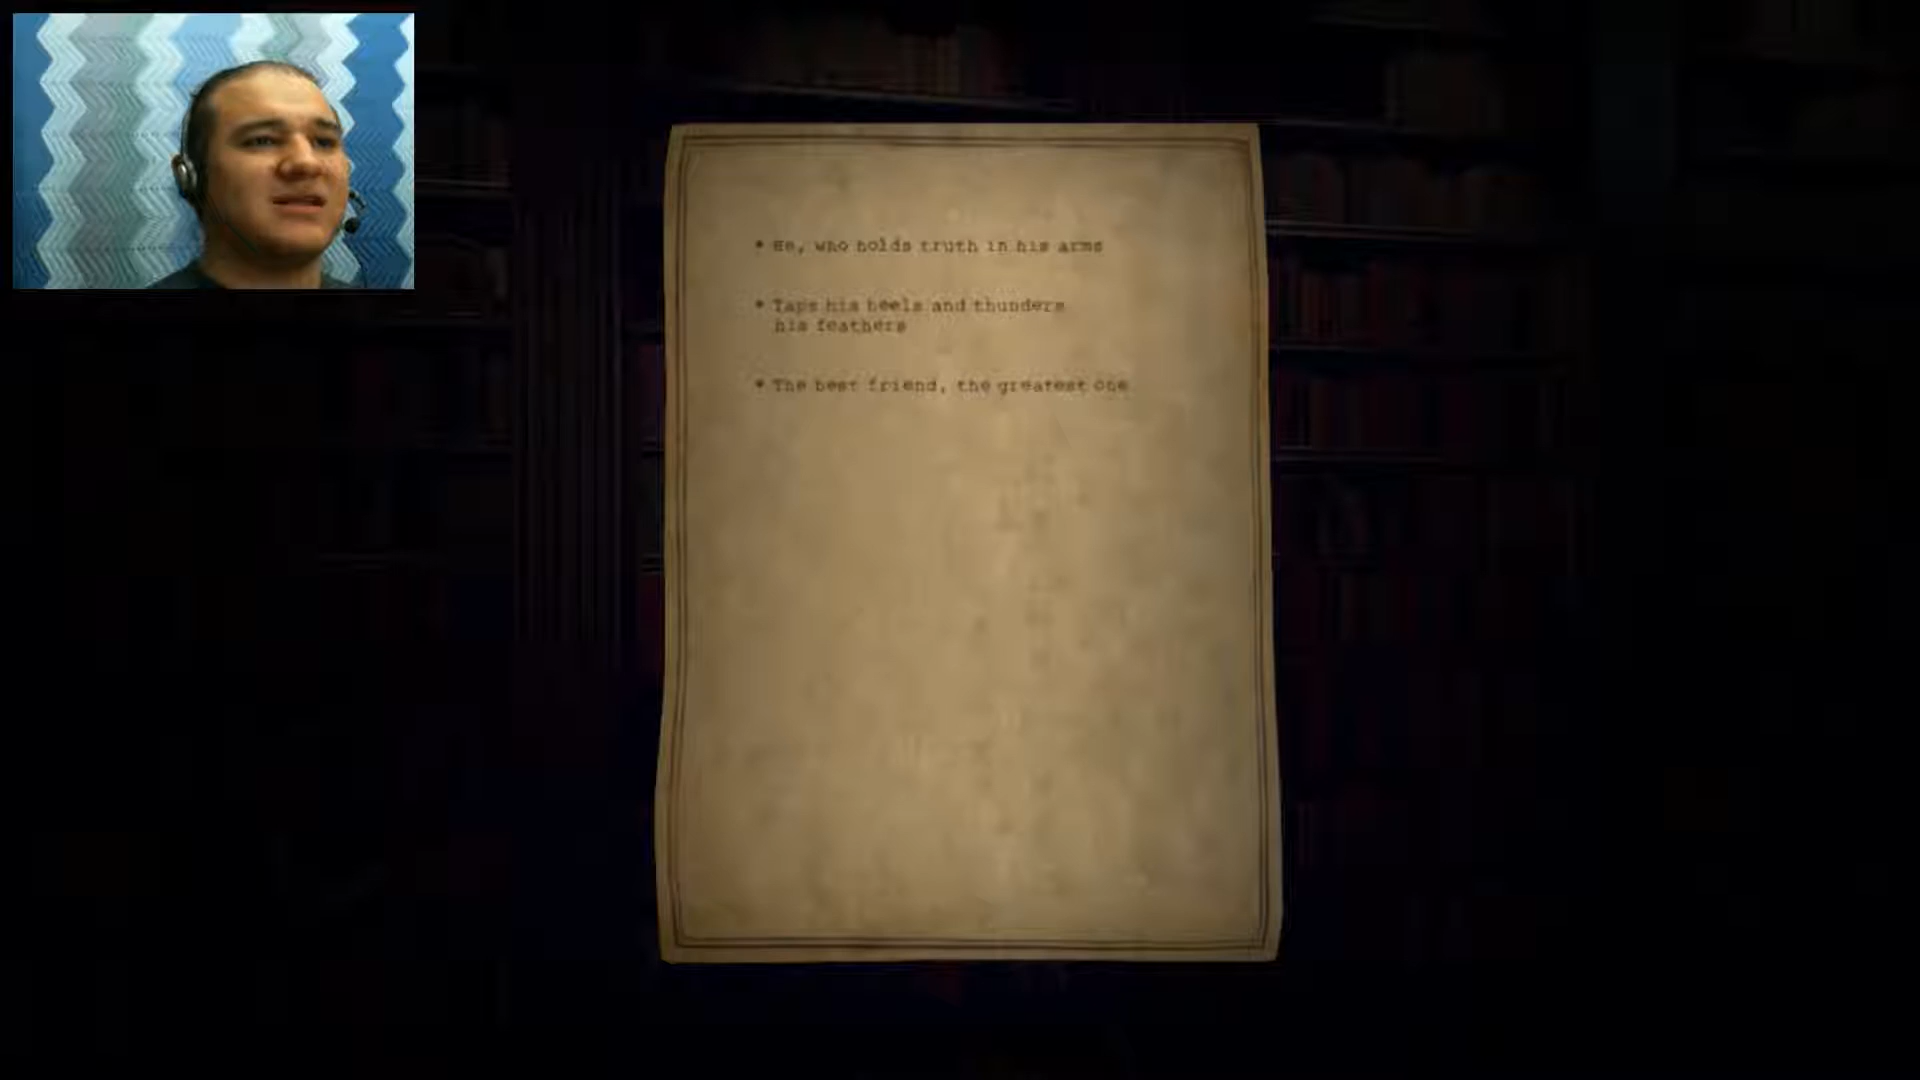 • He, who holds truth in his arms
• Taps his heels and thunders
his feathers
• The best friend, the greatest one